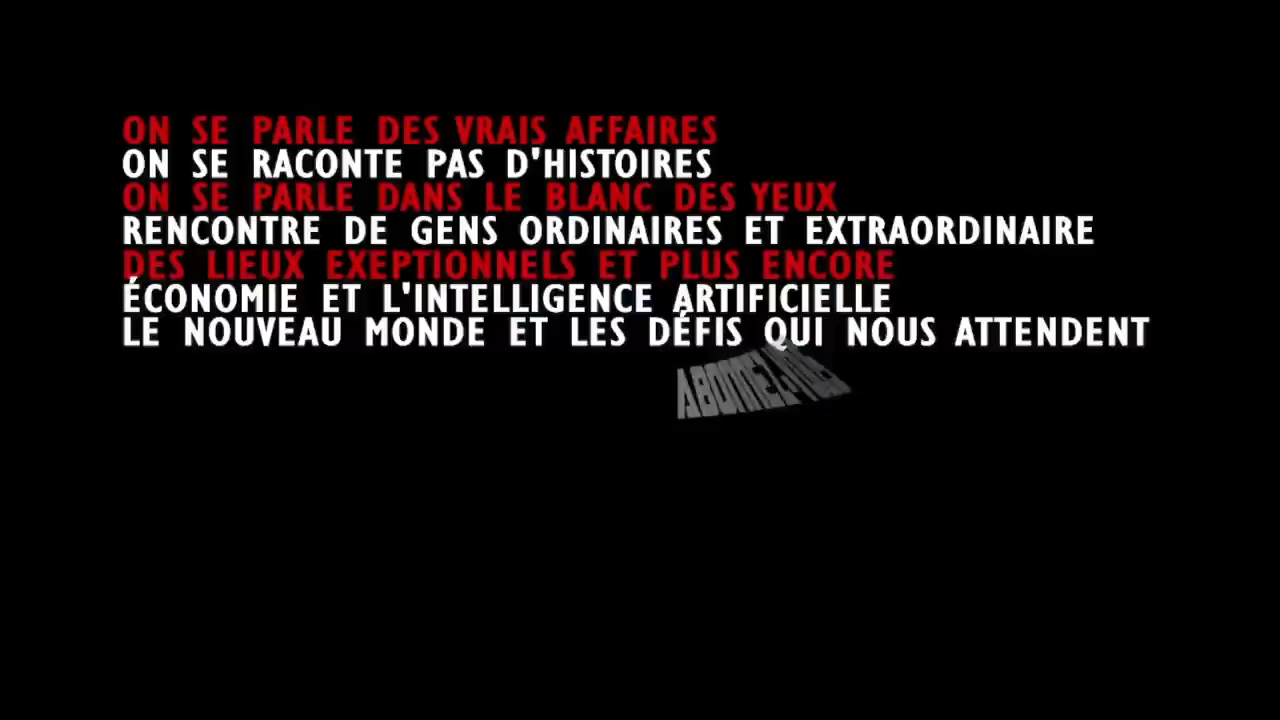 ON SE PARLE DES VRAIS AFFAIRES
ON SE RACONTE PAS D'HISTOIRES
ON SE PARLE DANS LE BLANC DES YEUX
RENCONTRE DE GENS ORDINAIRES ET EXTRAORDINAIRE
DES LIEUX EXEPTIONNELS ET PLUS ENCORE
ÉCONOMIE ET L'INTELLIGENCE ARTIFICIELLE
LE NOUVEAU MONDE ET LES DÉFIS QUI NOUS ATTENDENT